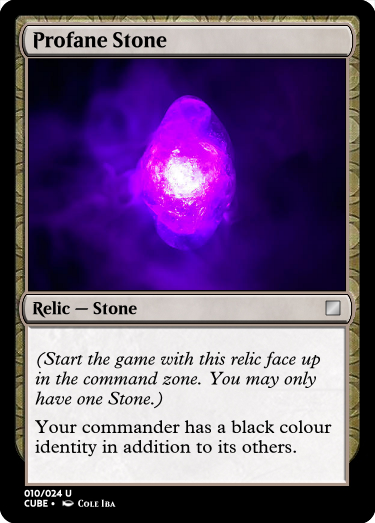 Profane Stone
Relic — Stone
(Start the game with this relic face up
in the command zone. You may only
have one Stone.)
Your commander has a black colour
identity in addition to its others.
010/024 U
CUBE • Cole Iba